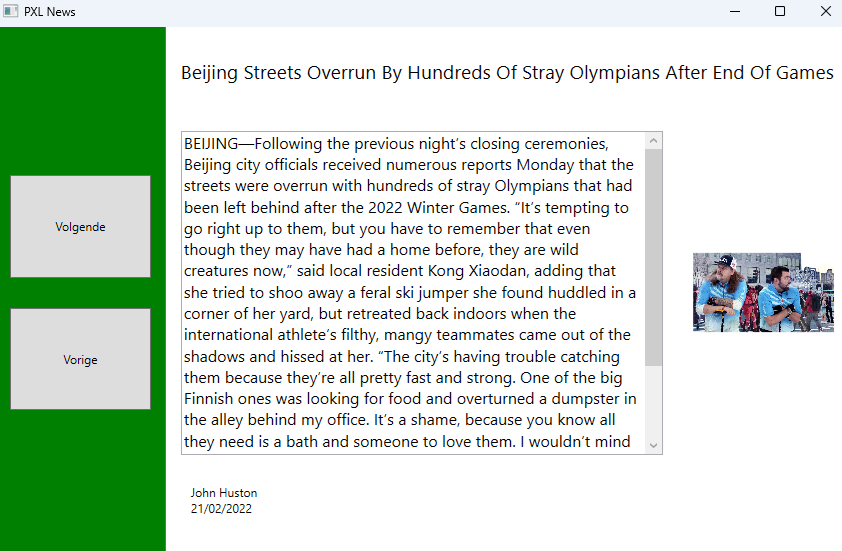 PXL News
Beijing Streets Overrun By Hundreds Of Stray Olympians After End Of Games
BEIJING—Following the previous night’s closing ceremonies,
Beijing city officials received numerous reports Monday that the
streets were overrun with hundreds of stray Olympians that had
been left behind after the 2022 Winter Games. “It’s tempting to
go right up to them, but you have to remember that even
though they may have had a home before, they are wild
creatures now,” said local resident Kong Xiaodan, adding that
she tried to shoo away a feral ski jumper she found huddled in a
corner of her yard, but retreated back indoors when the
international athlete’s filthy, mangy teammates came out of the
shadows and hissed at her. “The city’s having trouble catching
them because they’re all pretty fast and strong. One of the big
Finnish ones was looking for food and overturned a dumpster in
the alley behind my office. It’s a shame, because you know all
they need is a bath and someone to love them. I wouldn’t mind
Volgende
Vorige
John Huston
21/02/2022